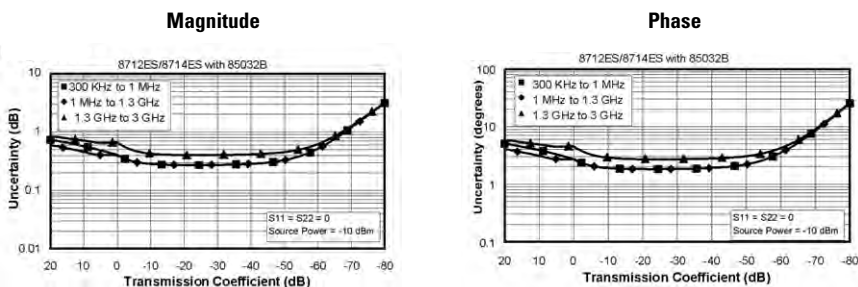 Magnitude
8712ES/8714ES with 85032B
Uncertainty (dB)
10
1
0.1
0.01
300 KHz to 1 MHz
1 MHz to 1.3 GHz
1.3 GHz to 3 GHz
S11 = S22 = 0
Source Power = -10 dBm
20 10 0 -10 -20 -30 -40 -50 -60 -70 -80
Transmission Coefficient (dB)
Phase
8712ES/8714ES with 85032B
Uncertainty (degrees)
100
10
1
0.1
300 KHz to 1 MHz
1 MHz to 1.3 GHz
1.3 GHz to 3 GHz
S11 = S22 = 0
Source Power = -10 dBm
20 10 0 -10 -20 -30 -40 -50 -60 -70 -80
Transmission Coefficient (dB)